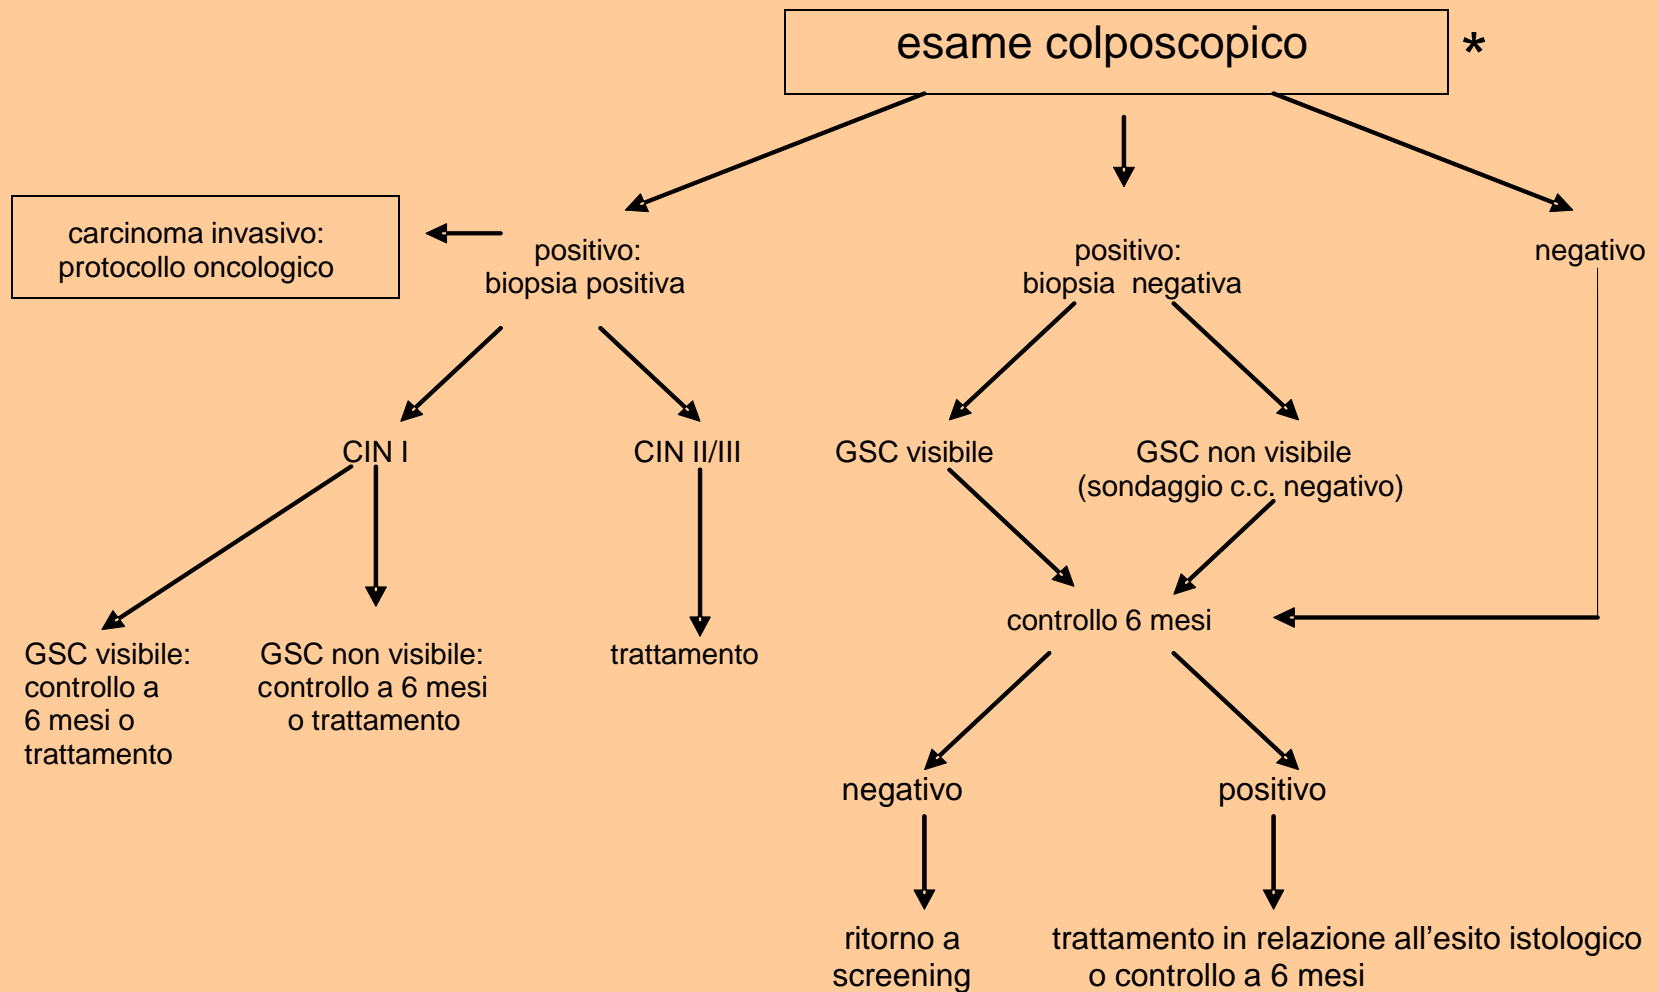 esame colposcopico *
carcinoma invasivo:
protocollo oncologico
positivo:
biopsia positiva
positivo:
biopsia negativa
negativo
CIN I
CIN II/III
GSC visibile
GSC non visibile
(sondaggio c.c. negativo)
GSC visibile:
controllo a
6 mesi o
trattamento
GSC non visibile:
controllo a 6 mesi
o trattamento
trattamento
controllo 6 mesi
negativo
positivo
ritorno a
screening
trattamento in relazione all’esito istologico
o controllo a 6 mesi